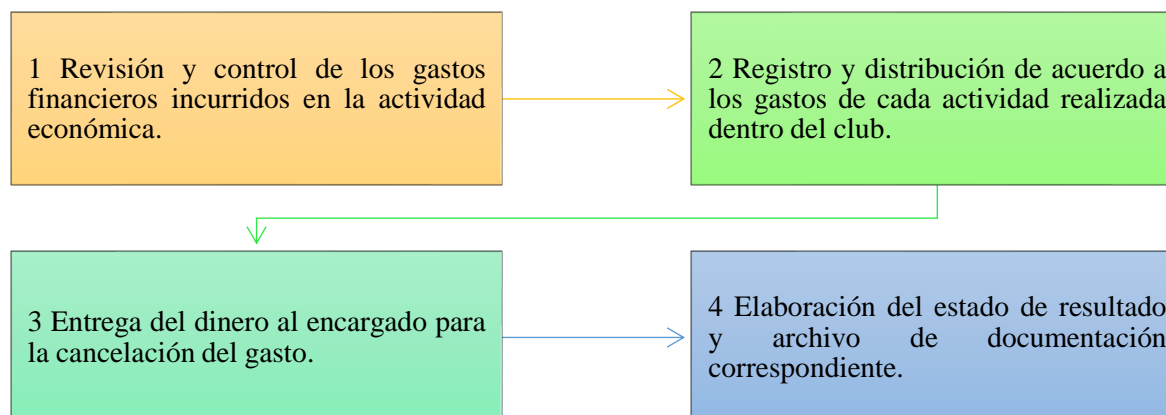 1 Revisión y control de los gastos
financieros incurridos en la actividad
económica.
2 Registro y distribución de acuerdo a
los gastos de cada actividad realizada
dentro del club.
3 Entrega del dinero al encargado para
la cancelación del gasto.
4 Elaboración del estado de resultado
y archivo de documentación
correspondiente.